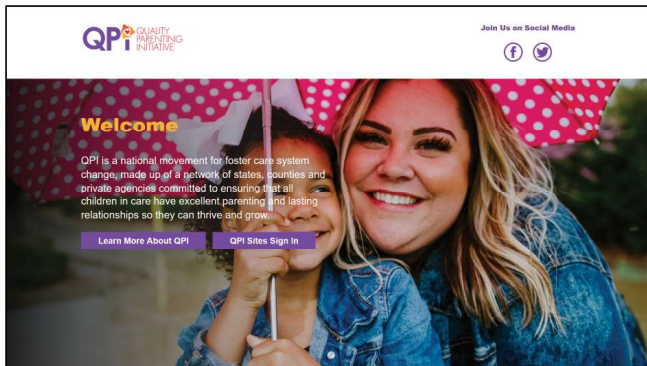 QPi QUALITY
PARENTING
INITIATIVE
Join Us on Social Media
Welcome
QPI is a national movement for foster care system
change, made up of a network of states, counties and
private agencies committed to ensuring that all
children in care have excellent parenting and lasting
relationships so they can thrive and grow.
Learn More About QPI
QPI Sites Sign In